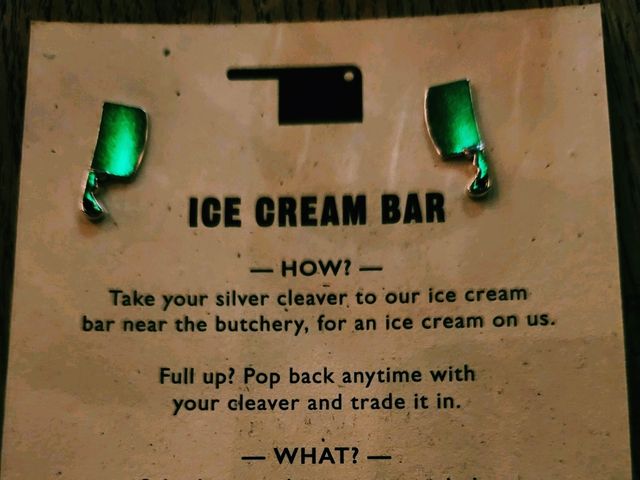 ICE CREAM BAR
— HOW? —
Take your silver cleaver to our ice cream
bar near the butchery, for an ice cream on us.
Full up? Pop back anytime with
your cleaver and trade it in.
— WHAT? —